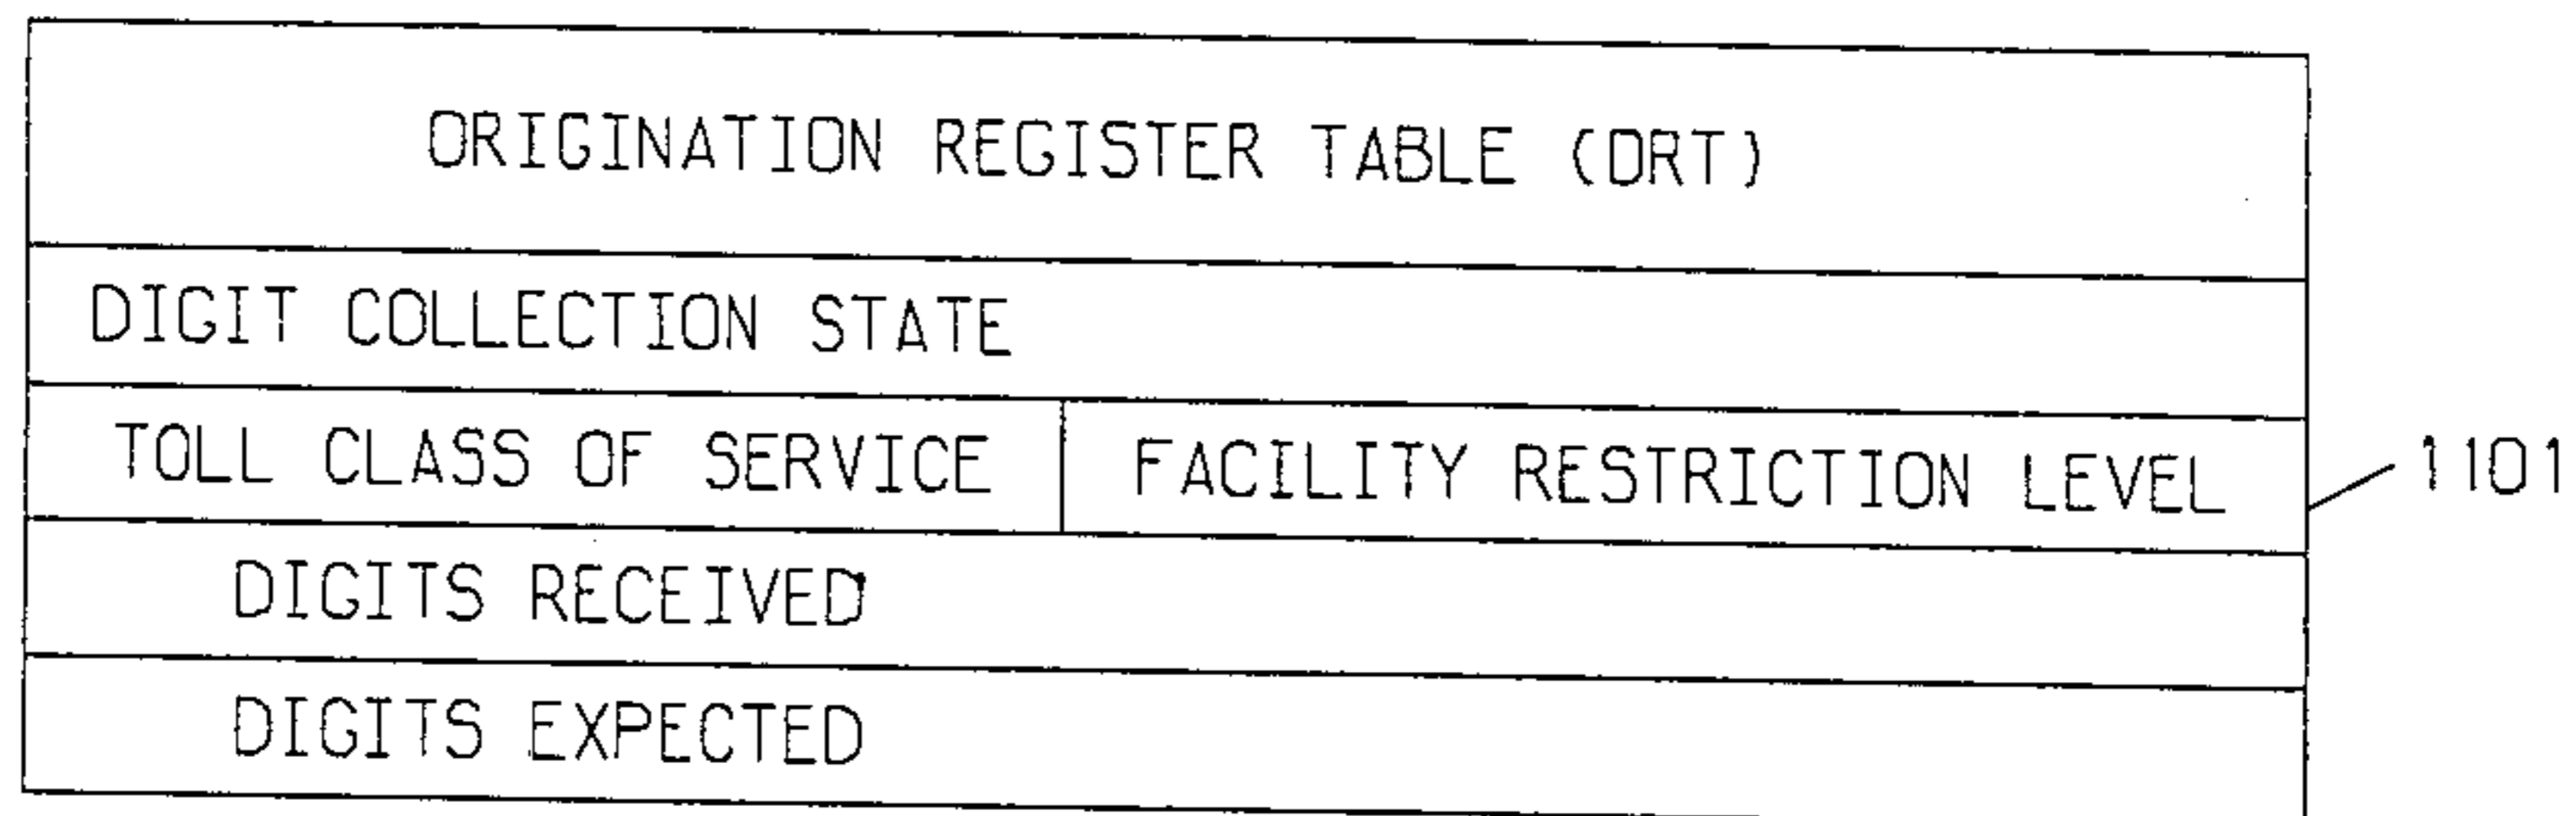 ORIGINATION REGISTER TABLE (ORT)
DIGIT COLLECTION STATE
TOLL CLASS OF SERVICE FACILITY RESTRICTION LEVEL 1101
DIGITS RECEIVED
DIGITS EXPECTED